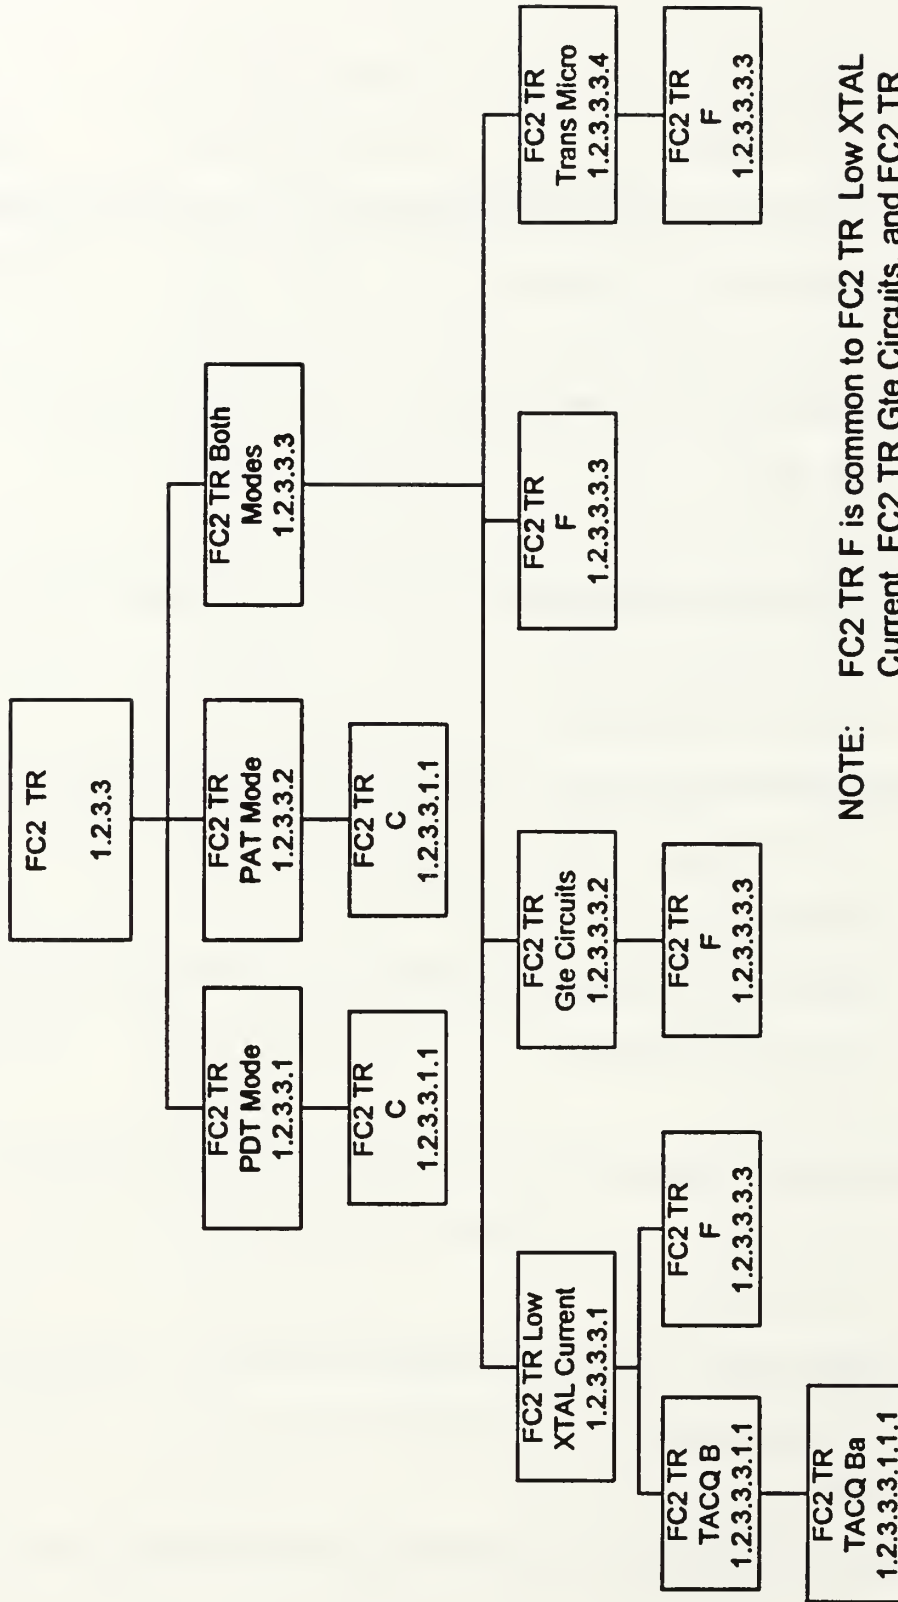 FC2 TR
1.2.3.3
FC2 TR
PDT Mode
1.2.3.3.1
FC2 TR
PAT Mode
1.2.3.3.2
FC2 TR Both
Modes
1.2.3.3.3
FC2 TR
C
1.2.3.3.1.1
FC2 TR
C
1.2.3.3.1.1
FC2 TR Low
XTAL Current
1.2.3.3.3.1
FC2 TR
Gte Circuits
1.2.3.3.3.2
FC2 TR
F
1.2.3.3.3.3
FC2 TR
Trans Micro
1.2.3.3.3.4
FC2 TR
TACQ B
1.2.3.3.3.1.1
FC2 TR
F
1.2.3.3.3.3
FC2 TR
F
1.2.3.3.3.3
FC2 TR
F
1.2.3.3.3.3
FC2 TR
TACQ Ba
1.2.3.3.3.1.1.1
NOTE: FC2 TR F is common to FC2 TR Low XTAL
Current, FC2 TR Gte Circuits, and FC2 TR